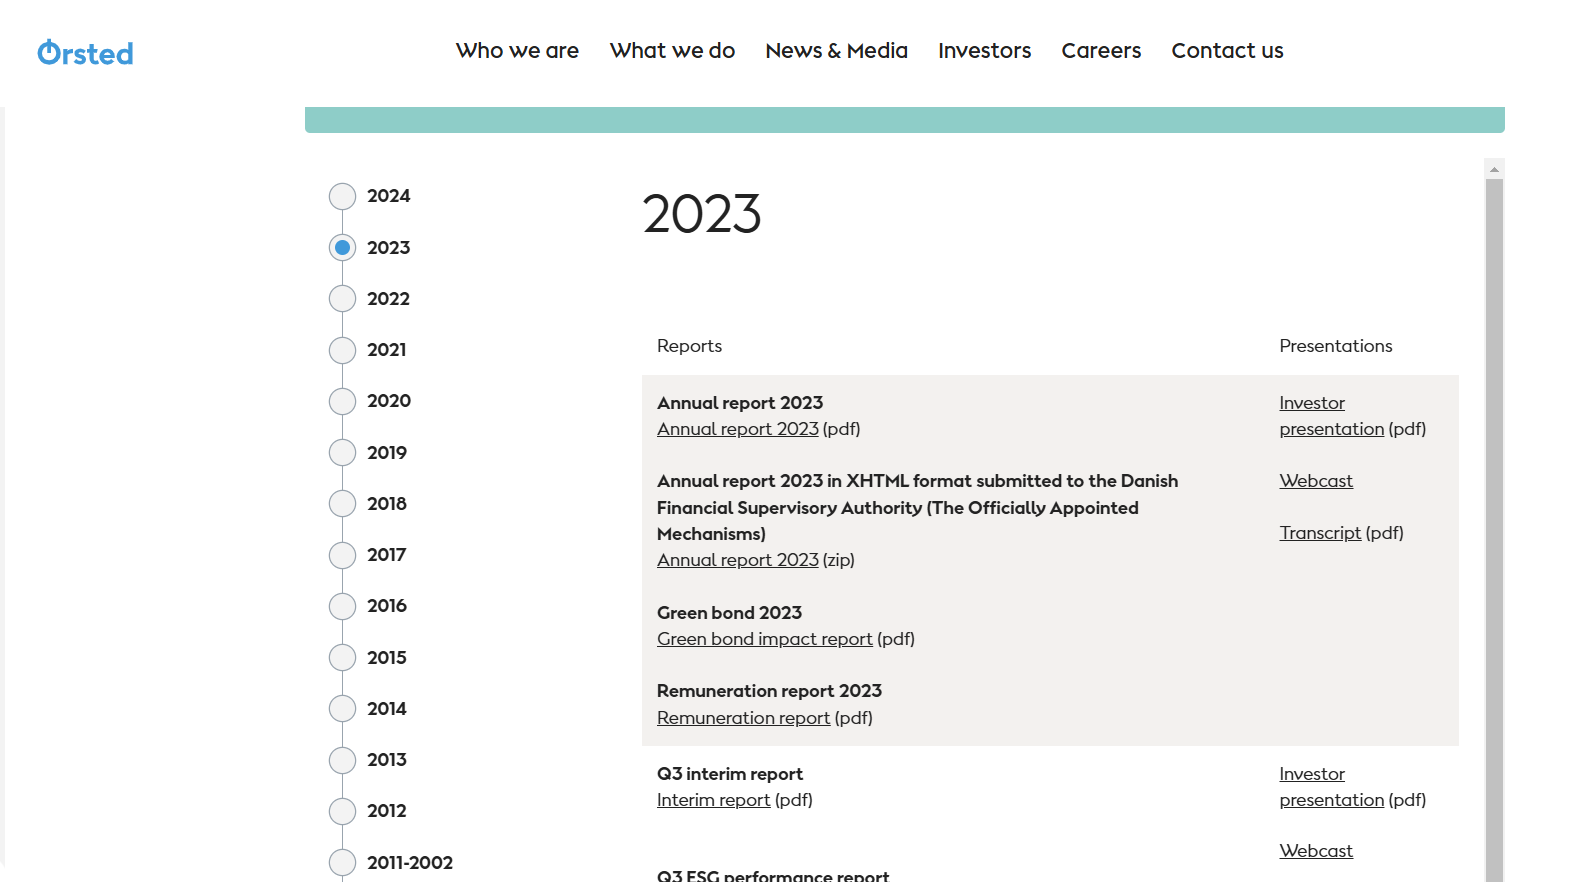 Ørsted
Who we are
What we do
News & Media
Investors
Careers
Contact us
2024
2023
2022
2021
2020
2019
2018
2017
2016
2015
2014
2013
2012
2011-2002
2023
Reports
Presentations
Annual report 2023
Annual report 2023 (pdf)
Annual report 2023 in XHTML format submitted to the Danish
Financial Supervisory Authority (The Officially Appointed
Mechanisms)
Annual report 2023 (zip)
Green bond 2023
Green bond impact report (pdf)
Remuneration report 2023
Remuneration report (pdf)
Investor
presentation (pdf)
Webcast
Transcript (pdf)
Q3 interim report
Interim report (pdf)
Q3 ESG performance report
Investor
presentation (pdf)
Webcast